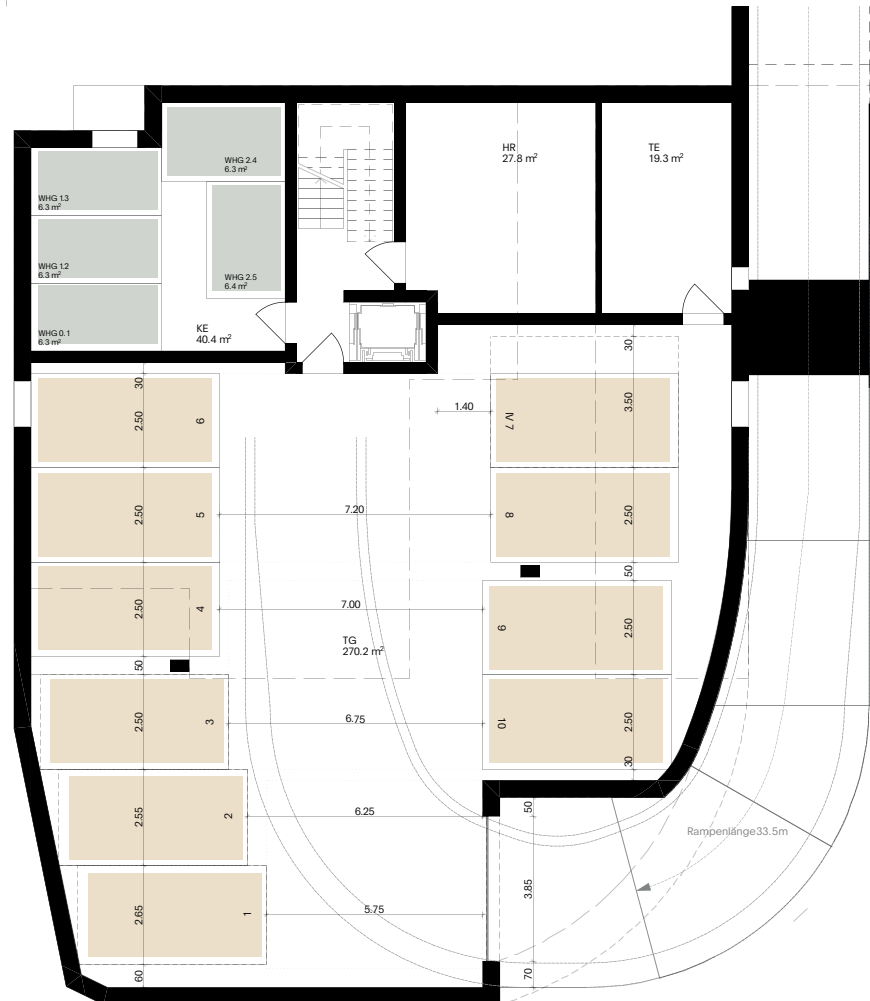 WHG 2.4
6.3 m²
HR
27.8 m²
TE
19.3 m²
WHG 1.3
6.3 m²
WHG 1.2
6.3 m²
WHG 2.5
6.4 m²
WHG 0.1
6.3 m²
KE
40.4 m²
30
30
2.50
6
1.40
IV 7
3.50
2.50
5
7.20
8
2.50
50
2.50
4
7.00
9
2.50
TG
270.2 m²
50
2.50
3
6.75
10
2.50
30
2.55
2
6.25
50
Rampenlänge33.5m
2.65
1
5.75
3.85
60
70